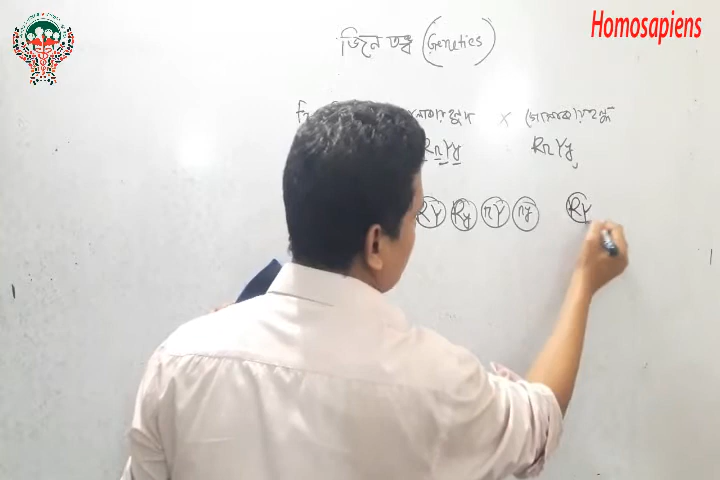 Homosapiens
জিনে তত্ত্ব (Genetics)
× (গোলাকার) হলুদ
RrYy RrYy
RY Ry rY ry RY